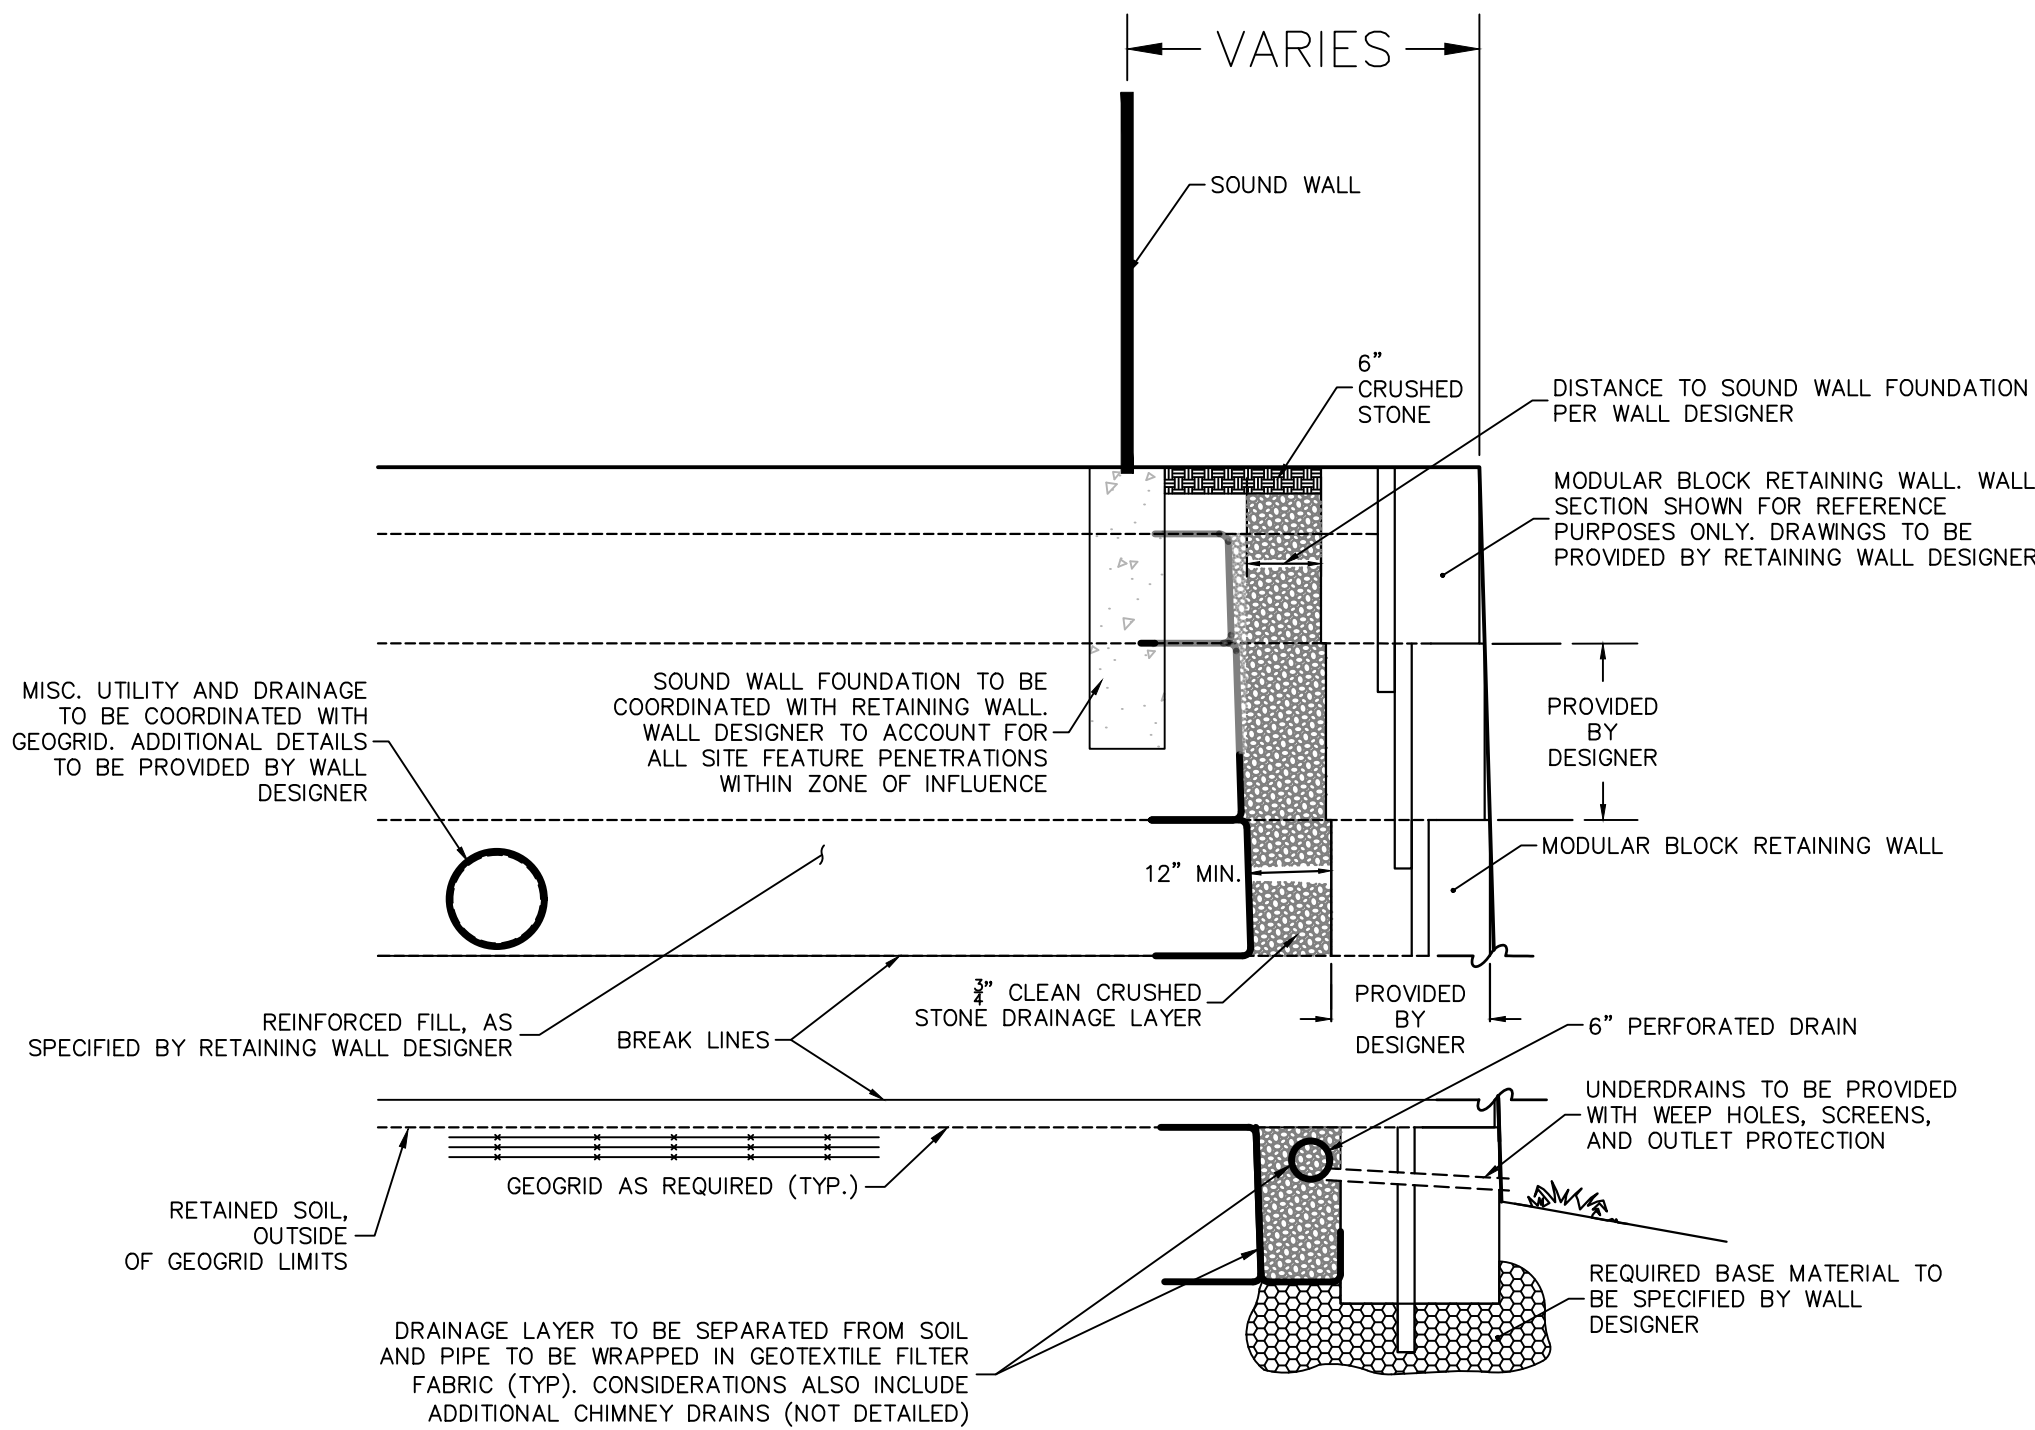 VARIES
SOUND WALL
6”
CRUSHED
STONE
DISTANCE TO SOUND WALL FOUNDATION
PER WALL DESIGNER
MODULAR BLOCK RETAINING WALL. WALL
SECTION SHOWN FOR REFERENCE
PURPOSES ONLY. DRAWINGS TO BE
PROVIDED BY RETAINING WALL DESIGNER
MISC. UTILITY AND DRAINAGE
TO BE COORDINATED WITH
GEOGRID. ADDITIONAL DETAILS
TO BE PROVIDED BY WALL
DESIGNER
SOUND WALL FOUNDATION TO BE
COORDINATED WITH RETAINING WALL.
WALL DESIGNER TO ACCOUNT FOR
ALL SITE FEATURE PENETRATIONS
WITHIN ZONE OF INFLUENCE
PROVIDED
BY
DESIGNER
MODULAR BLOCK RETAINING WALL
12” MIN.
REINFORCED FILL, AS
SPECIFIED BY RETAINING WALL DESIGNER
BREAK LINES
3/4” CLEAN CRUSHED
STONE DRAINAGE LAYER
PROVIDED
BY
DESIGNER
6” PERFORATED DRAIN
UNDERDRAINS TO BE PROVIDED
WITH WEEP HOLES, SCREENS,
AND OUTLET PROTECTION
GEOGRID AS REQUIRED (TYP.)
RETAINED SOIL,
OUTSIDE
OF GEOGRID LIMITS
REQUIRED BASE MATERIAL TO
BE SPECIFIED BY WALL
DESIGNER
DRAINAGE LAYER TO BE SEPARATED FROM SOIL
AND PIPE TO BE WRAPPED IN GEOTEXTILE FILTER
FABRIC (TYP). CONSIDERATIONS ALSO INCLUDE
ADDITIONAL CHIMNEY DRAINS (NOT DETAILED)